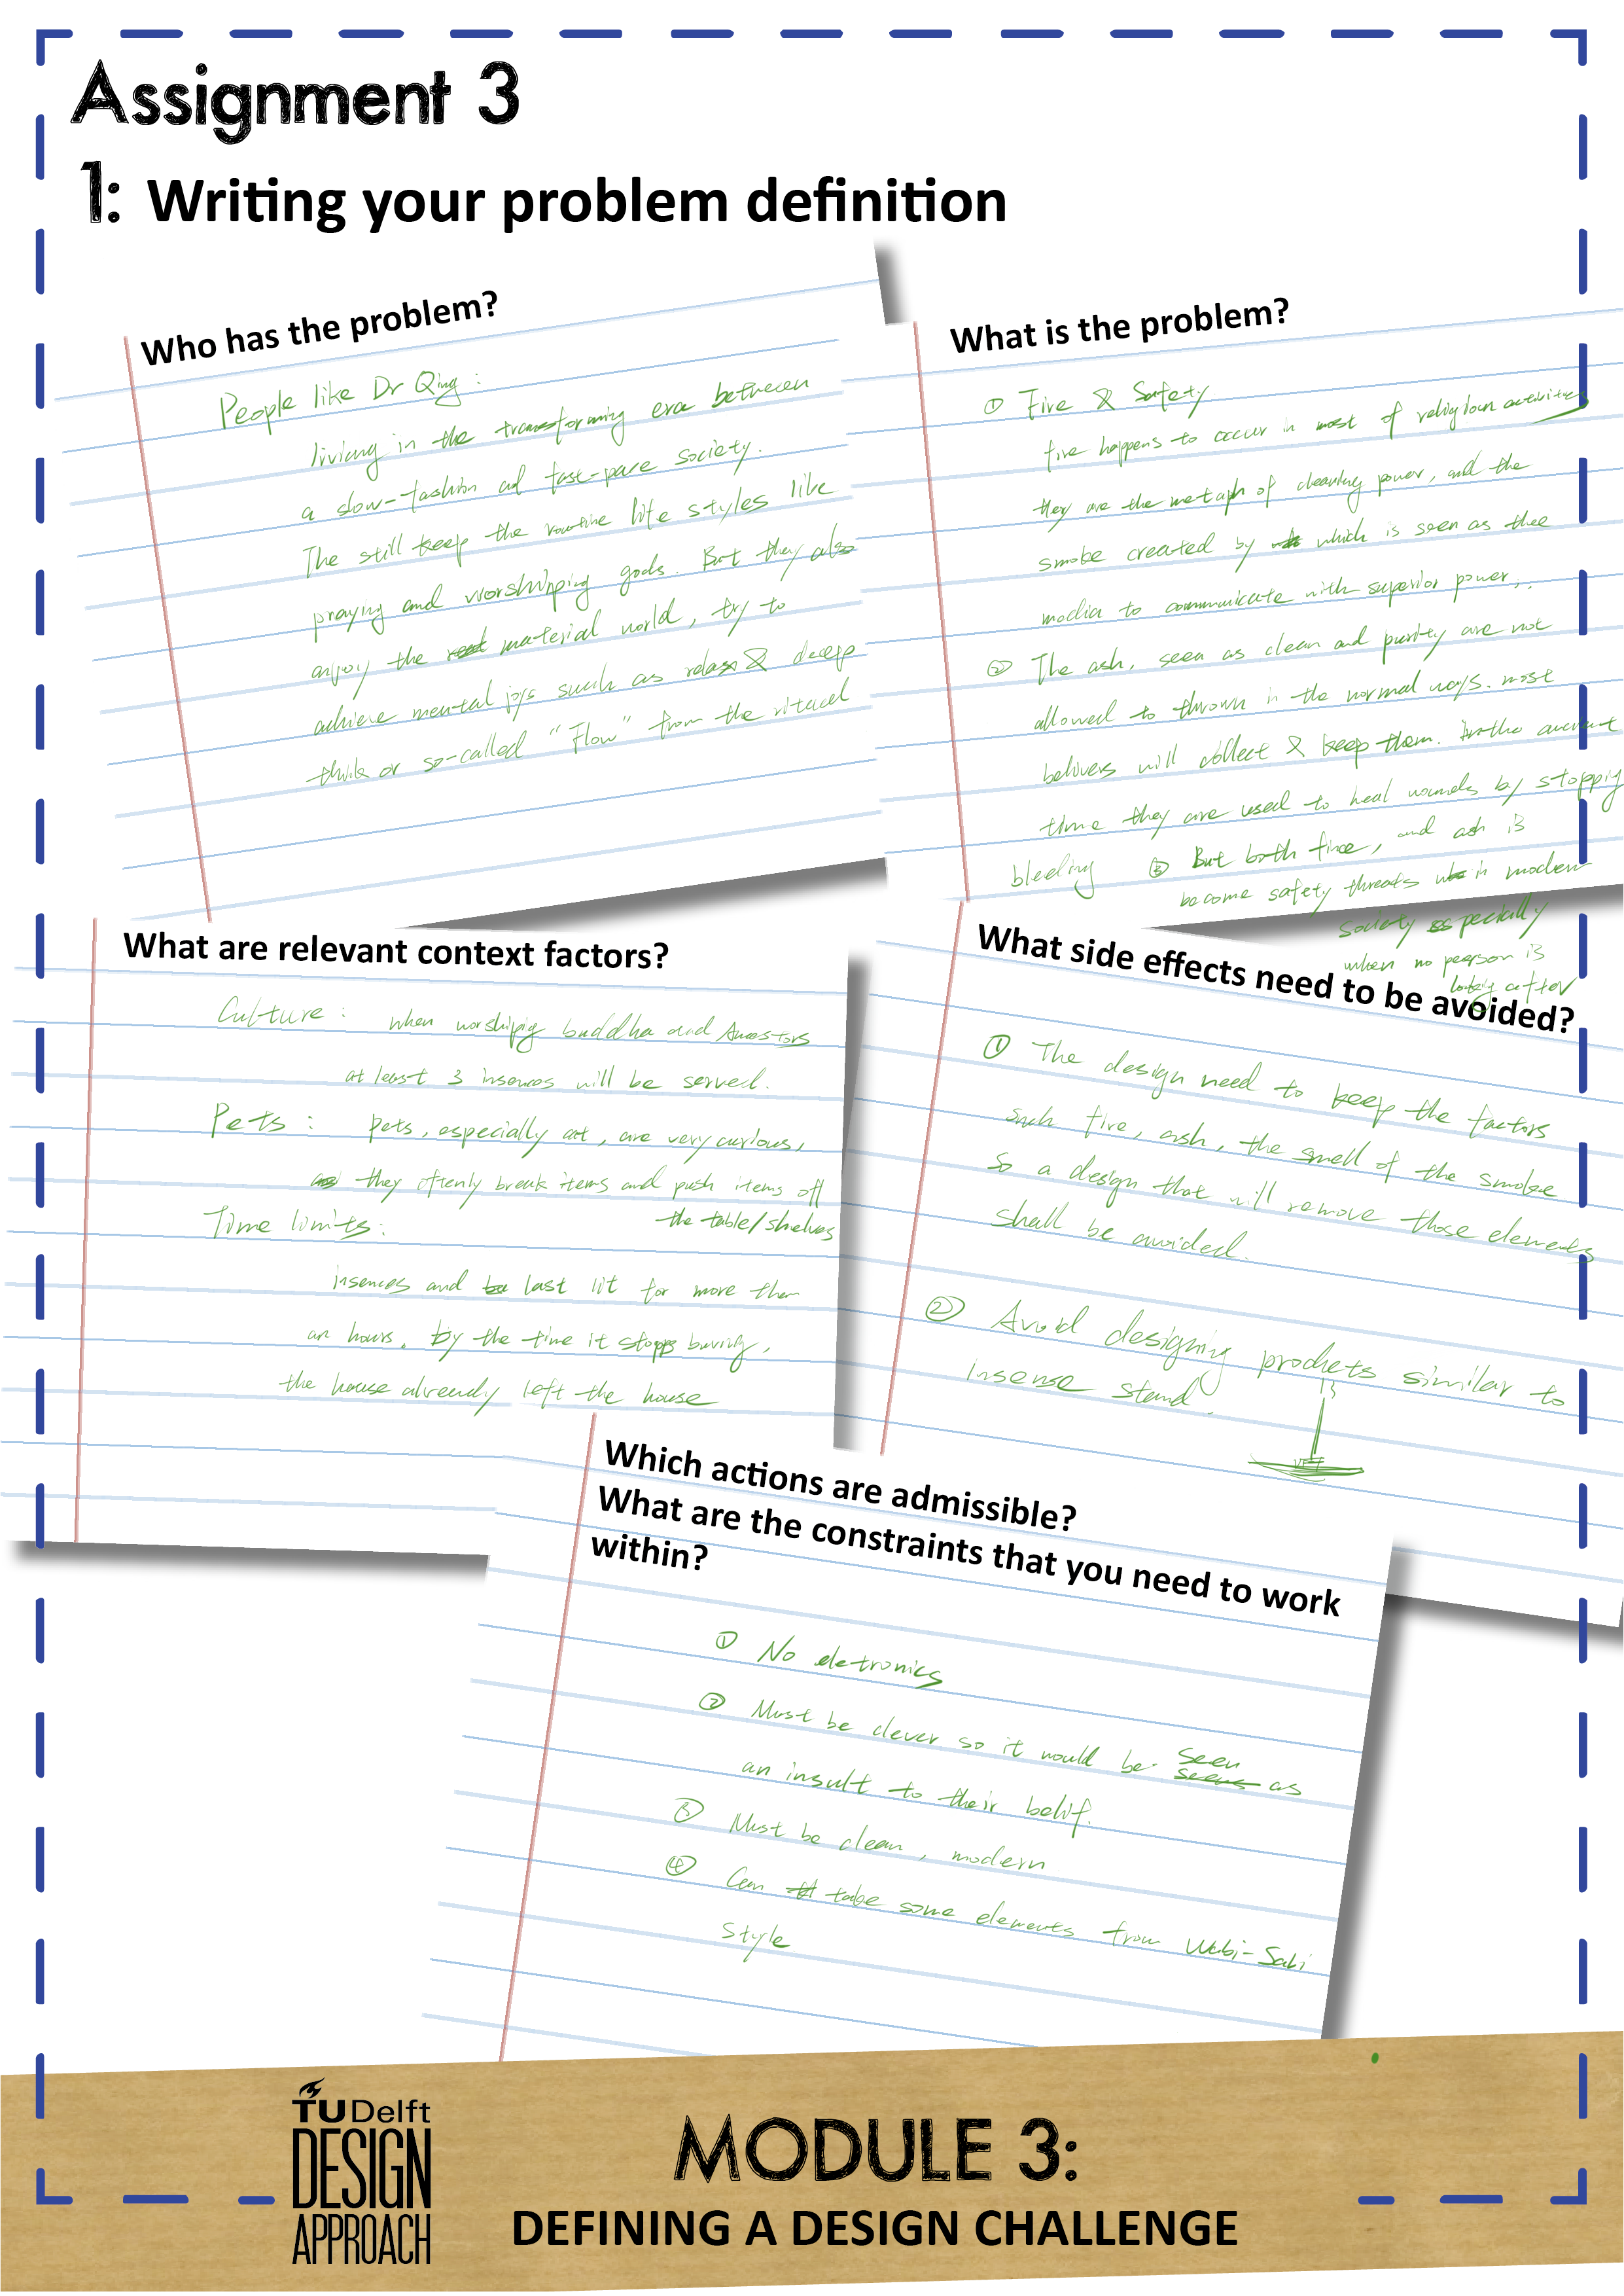 Assignment 3
1: Writing your problem definition
Who has the problem?
People like Dr Qing:
living in the transforming era between
a slow-fashion ad fast-pace society.
The still keep the routine life styles like
praying and worshinping gods. But they also
anjoy the material world, try to
achieve mental joys such as relax & deeep
think or so-called "Flow" from the ritual
What is the problem?
① Fire & Safety
fire happens to occur in most of religioun activities
they are the metaph of cleanling power, and the
smoke created by which is seen as thee
media to communicate with superior power,.
② The ash, seen as clean and purity are not
allowed to thrown in the normal ways. most
belivers will collect & keep them. In the
time they are used to heal wounds by stoppig
bleeding ③ But both fire, and ash is
become safety threats in modern
society especially
when no peerson is
after
What are relevant context factors?
Culture: when worshipig buddha and Ancestors
at least 3 insences will be served.
Pets: pets, especially cat, are very curious,
they oftenly break items and push items off
the table/shelves
Time limits:
insences and last lit for more then
an hours. by the time it stopps burnig,
the house already left the house
What side effects need to be avoided?
① The design need to keep the factors
such fire, ash, the smell of the smoke
so a design that will remove those elements
shall be avoided.
② Avoid designing products similar to
insense stand.
Which actions are admissible?
What are the constraints that you need to work
within?
① No eletronics
② Must be clever so it would be seen as
an insult to their belif.
③ Must be clean, modern
④ Can take some elements from Wabi-Sabi
style
TU Delft
DESIGN
APPROACH
MODULE 3:
DEFINING A DESIGN CHALLENGE